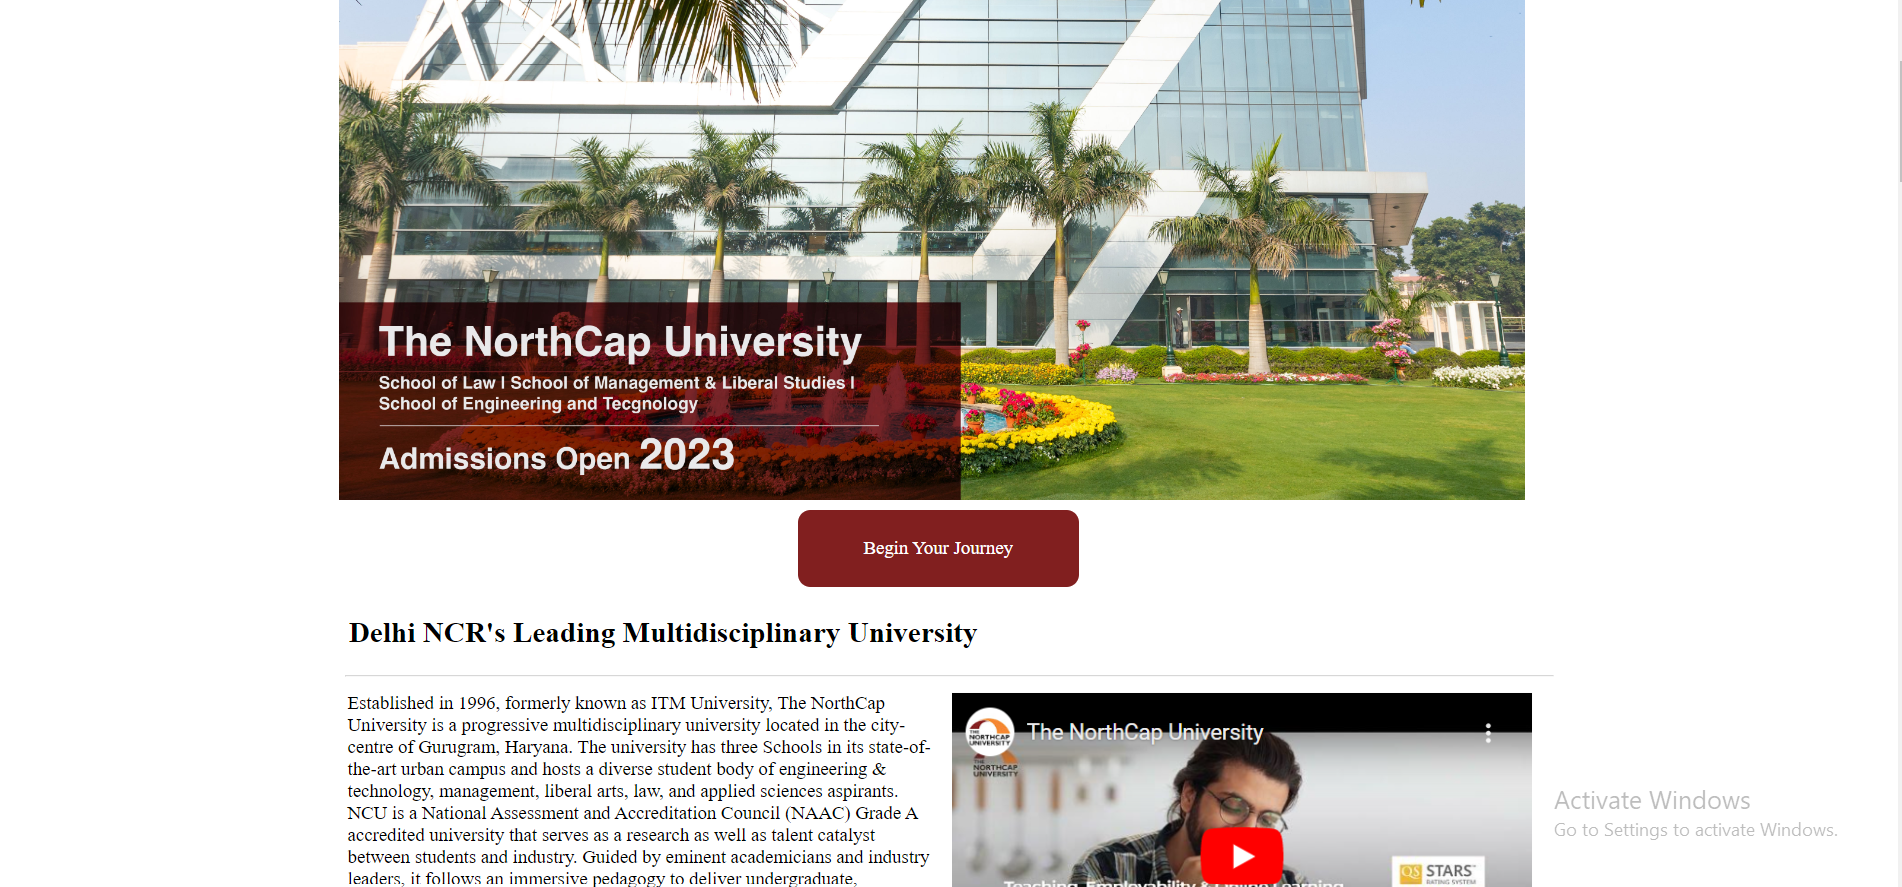 The NorthCap University
School of Law I School of Management & Liberal Studies I
School of Engineering and Tecgnology
Admissions Open 2023
Begin Your Journey
Delhi NCR's Leading Multidisciplinary University
Established in 1996, formerly known as ITM University, The NorthCap
University is a progressive multidisciplinary university located in the city-
centre of Gurugram, Haryana. The university has three Schools in its state-of-
the-art urban campus and hosts a diverse student body of engineering &
technology, management, liberal arts, law, and applied sciences aspirants.
NCU is a National Assessment and Accreditation Council (NAAC) Grade A
accredited university that serves as a research as well as talent catalyst
between students and industry. Guided by eminent academicians and industry
leaders, it follows an immersive pedagogy to deliver undergraduate,
THE
NORTHCAP
UNIVERSITY
The NorthCap University
THE
NORTHCAP
UNIVERSITY
QS STARS™
RATING SYSTEM
Teaching, Employability & Online Learning
Activate Windows
Go to Settings to activate Windows.